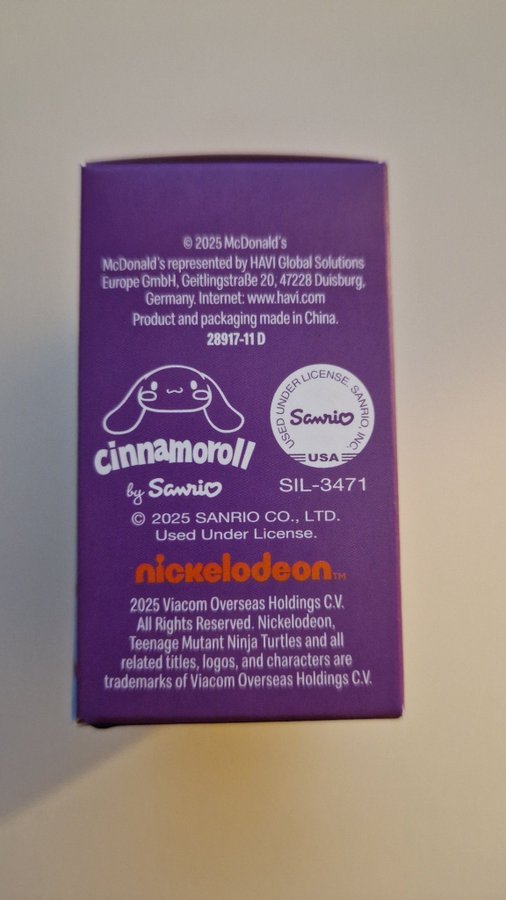 © 2025 McDonald's
McDonald's represented by HAVI Global Solutions
Europe GmbH, Geitlingstraße 20, 47228 Duisburg,
Germany. Internet: www.havi.com
Product and packaging made in China.
28917-11 D
cinnamoroll
by Sanrio
USED UNDER LICENSE. SANRIO, INC.
Sanrio
USA
SIL-3471
© 2025 SANRIO CO., LTD.
Used Under License.
nickelodeon™
2025 Viacom Overseas Holdings C.V.
All Rights Reserved. Nickelodeon,
Teenage Mutant Ninja Turtles and all
related titles, logos, and characters are
trademarks of Viacom Overseas Holdings C.V.